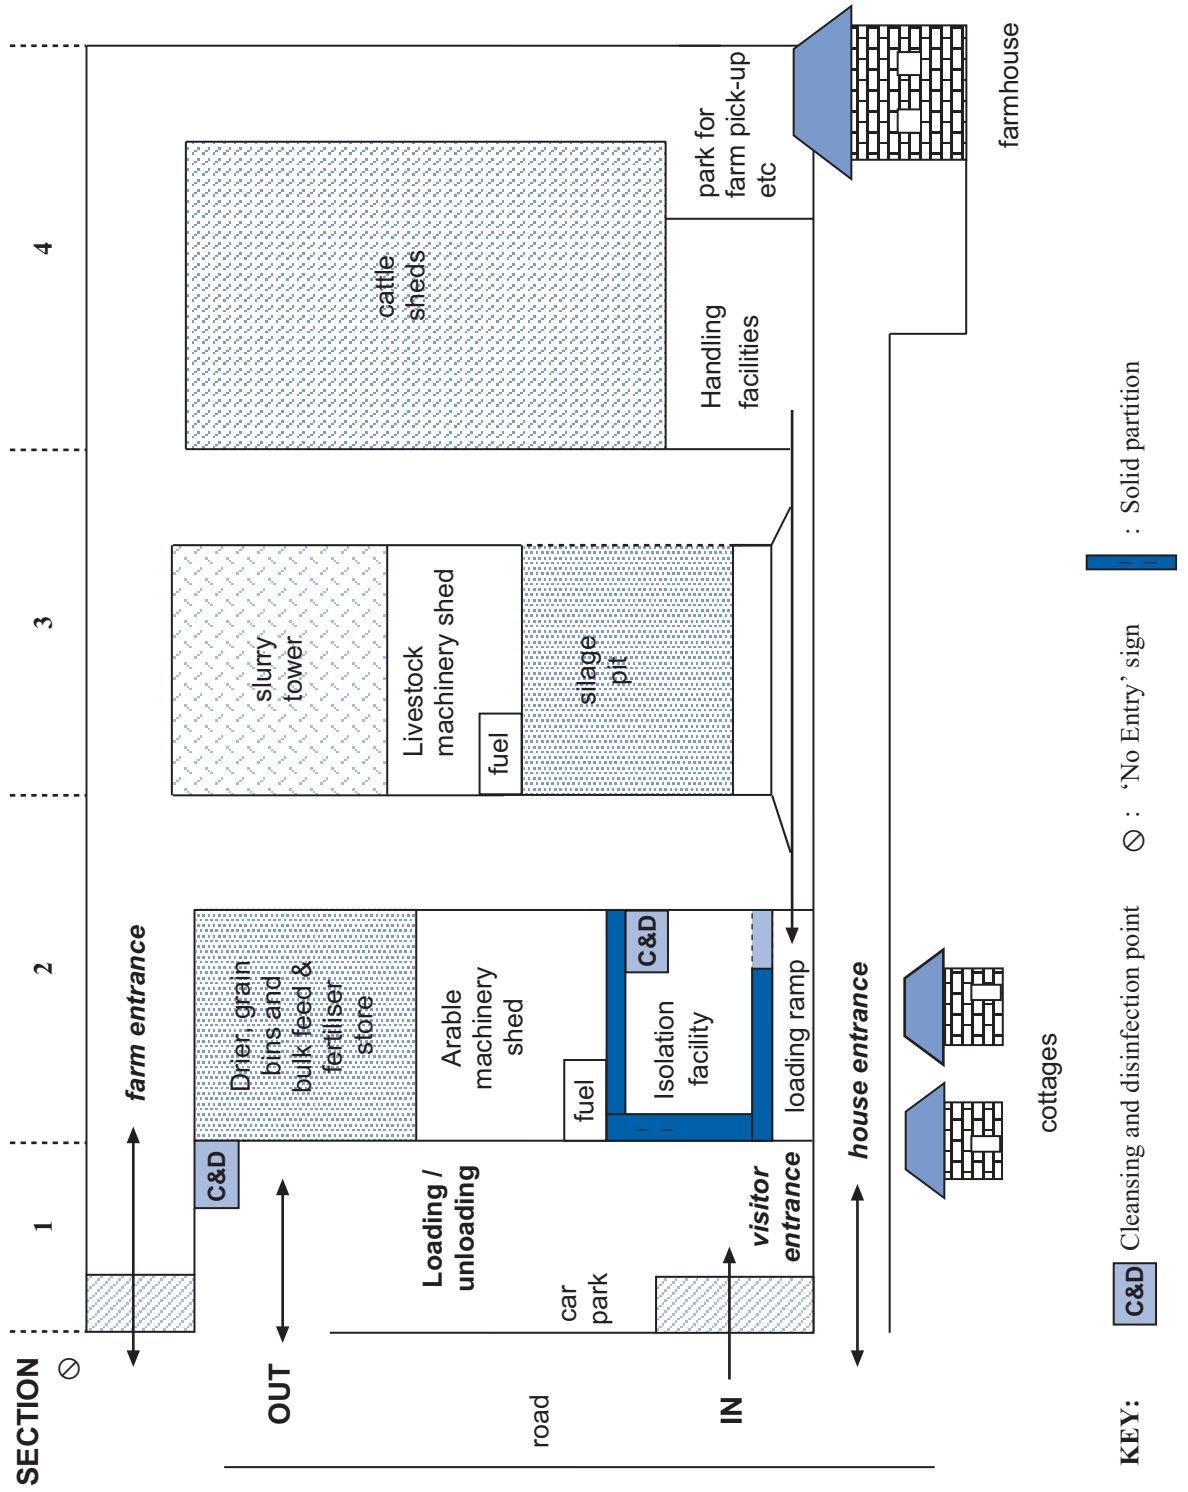 SECTION
1
2
3
4
⊘
farm entrance
C&D
OUT
Drier, grain
bins and
bulk feed &
fertiliser
store
slurry
tower
cattle
sheds
Loading /
unloading
Arable
machinery
shed
Livestock
machinery shed
fuel
fuel
silage
pit
road
car
park
C&D
Isolation
facility
Handling
facilities
park for
farm pick-up
etc
IN
visitor
entrance
loading ramp
house entrance
cottages
farmhouse
KEY:
C&D
Cleansing and disinfection point
⊘ : ‘No Entry’ sign
: Solid partition